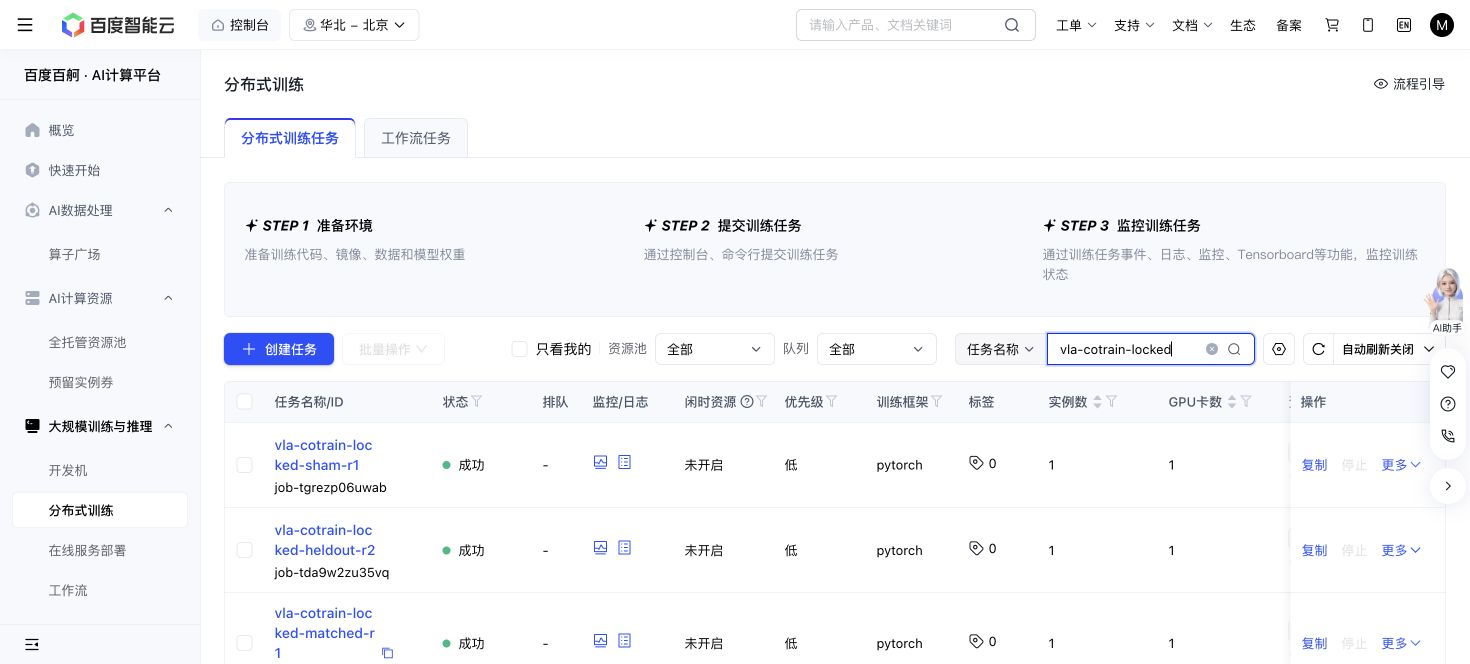 百度智能云
控制台
华北 – 北京
请输入产品、文档关键词
工单
支持
文档
生态
备案
EN
M
百度百舸 · AI计算平台
概览
快速开始
AI数据处理
算子广场
AI计算资源
全托管资源池
预留实例券
大规模训练与推理
开发机
分布式训练
在线服务部署
工作流
分布式训练
流程引导
分布式训练任务
工作流任务
STEP 1 准备环境
准备训练代码、镜像、数据和模型权重
STEP 2 提交训练任务
通过控制台、命令行提交训练任务
STEP 3 监控训练任务
通过训练任务事件、日志、监控、Tensorboard等功能，监控训练
状态
AI助手
创建任务
批量操作
只看我的
资源池
全部
队列
全部
任务名称
vla-cotrain-locked
自动刷新关闭
任务名称/ID 状态 排队 监控/日志 闲时资源 优先级 训练框架 标签 实例数 GPU卡数 操作
vla-cotrain-loc
ked-sham-r1
job-tgrezp06uwab
成功 - 未开启 低 pytorch 0 1 1 复制 停止 更多
vla-cotrain-loc
ked-heldout-r2
job-tda9w2zu35vq
成功 - 未开启 低 pytorch 0 1 1 复制 停止 更多
vla-cotrain-loc
ked-matched-r
1
成功 - 未开启 低 pytorch 0 1 1 复制 停止 更多